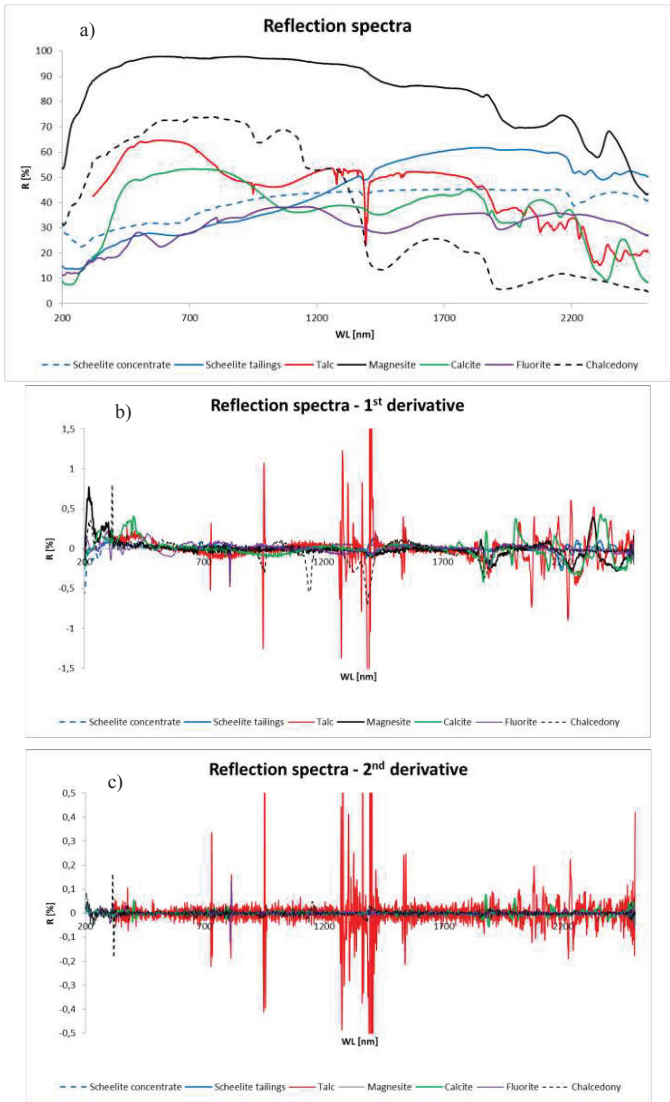 a)
Reflection spectra
100
90
80
70
60
50
40
30
20
10
0
R [%]
200 700 1200 1700 2200
WL [nm]
Scheelite concentrate Scheelite tailings Talc Magnesite Calcite Fluorite Chalcedony
b)
Reflection spectra - 1st derivative
1,5
1
0,5
0
-0,5
-1
-1,5
R [%]
200 700 1200 1700 2200
WL [nm]
Scheelite concentrate Scheelite tailings Talc Magnesite Calcite Fluorite Chalcedony
c)
Reflection spectra - 2nd derivative
0,5
0,4
0,3
0,2
0,1
0
-0,1
-0,2
-0,3
-0,4
-0,5
R [%]
200 700 1200 1700 2200
WL [nm]
Scheelite concentrate Scheelite tailings Talc Magnesite Calcite Fluorite Chalcedony